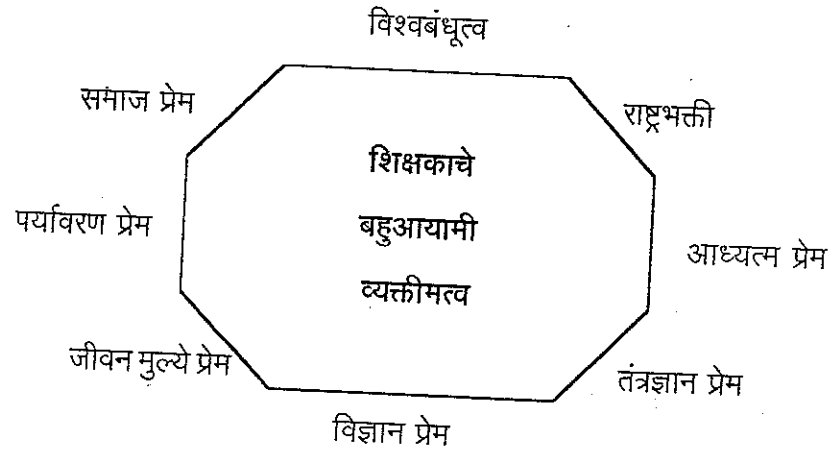 विश्वबंधूत्व
समाज प्रेम
राष्ट्रभक्ती
शिक्षकाचे
पर्यावरण प्रेम
बहुआयामी
आध्यत्म प्रेम
व्यक्तीमत्व
जीवन मुल्ये प्रेम
तंत्रज्ञान प्रेम
विज्ञान प्रेम